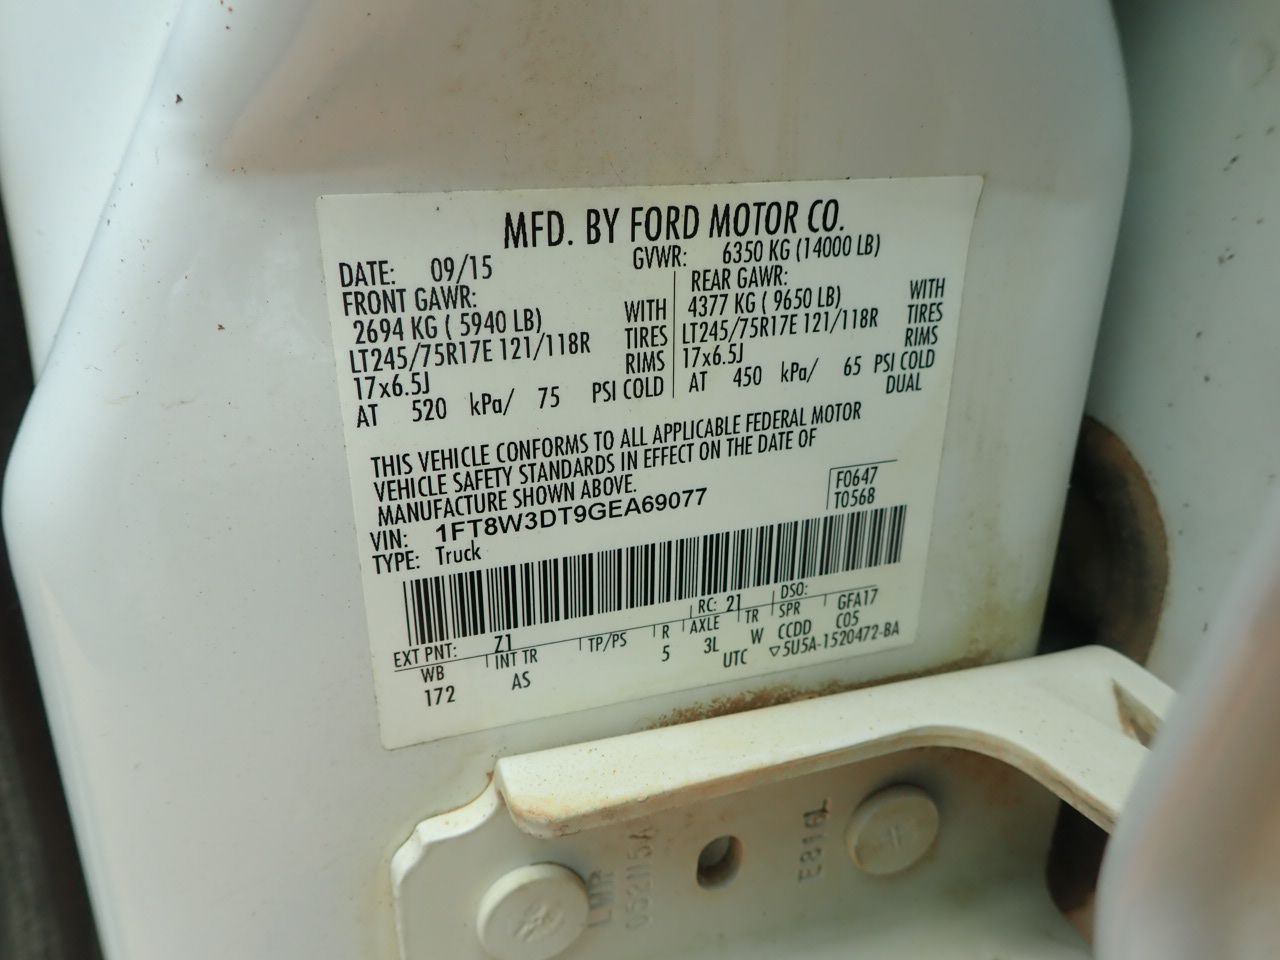 MFD. BY FORD MOTOR CO.
DATE: 09/15 GVWR: 6350 KG (14000 LB)
FRONT GAWR: REAR GAWR:
2694 KG ( 5940 LB) WITH 4377 KG ( 9650 LB) WITH
LT245/75R17E 121/118R TIRES LT245/75R17E 121/118R TIRES
17x6.5J RIMS 17x6.5J RIMS
AT 520 kPa/ 75 PSI COLD AT 450 kPa/ 65 PSI COLD
DUAL
THIS VEHICLE CONFORMS TO ALL APPLICABLE FEDERAL MOTOR
VEHICLE SAFETY STANDARDS IN EFFECT ON THE DATE OF
MANUFACTURE SHOWN ABOVE.
VIN: 1FT8W3DT9GEA69077 F0647
TYPE: Truck T0568
EXT PNT: Z1 RC: 21 DSO:
WB INT TR TP/PS R AXLE TR SPR GFA17
172 AS 5 3L W CCDD C05
UTC ▽5U5A-1520472-BA
E816L